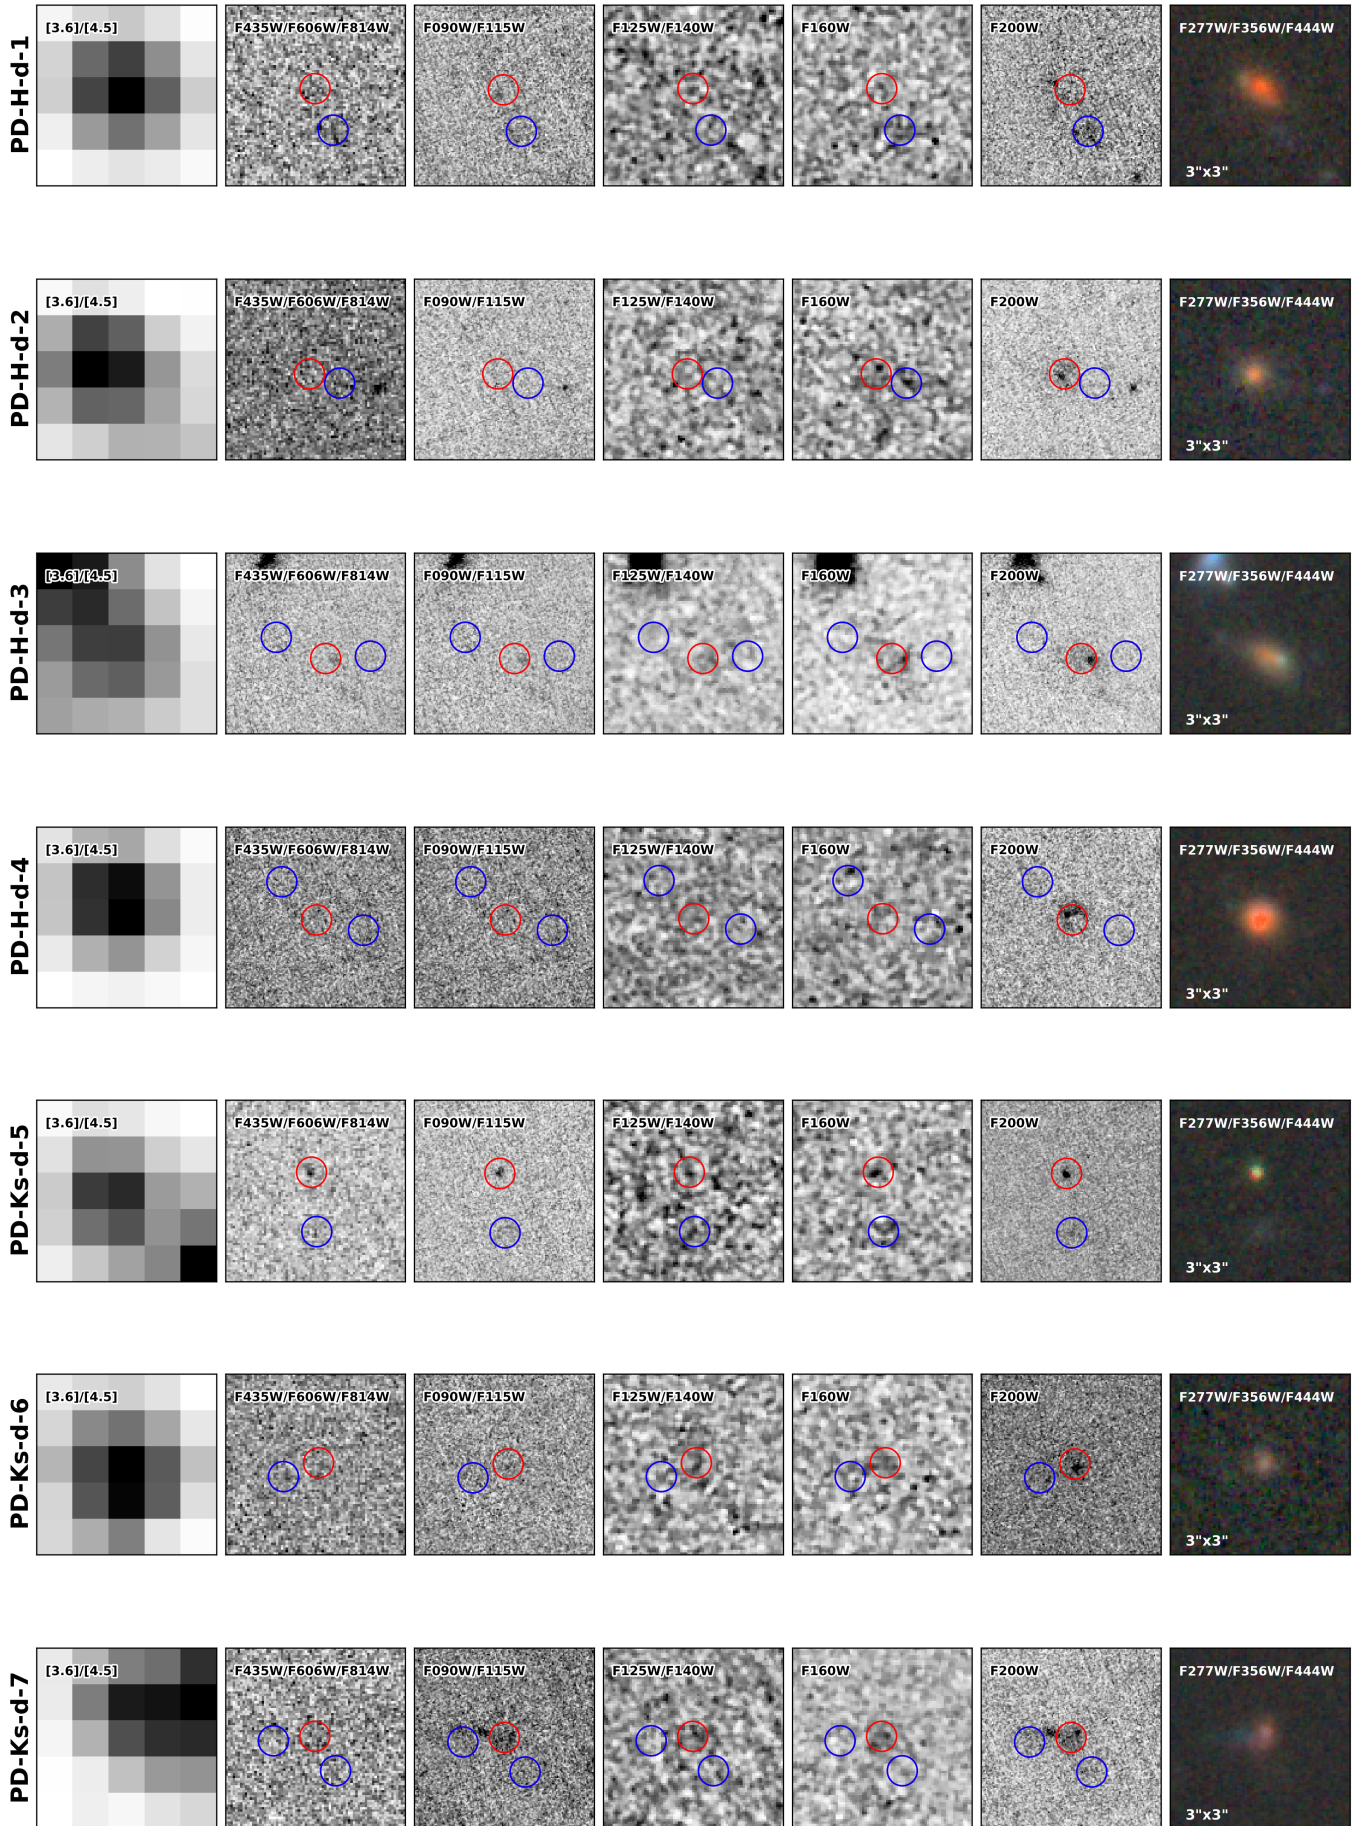 PD-H-d-1
[3.6]/[4.5] F435W/F606W/F814W F090W/F115W F125W/F140W F160W F200W F277W/F356W/F444W
3"x3"
PD-H-d-2
[3.6]/[4.5] F435W/F606W/F814W F090W/F115W F125W/F140W F160W F200W F277W/F356W/F444W
3"x3"
PD-H-d-3
[3.6]/[4.5] F435W/F606W/F814W F090W/F115W F125W/F140W F160W F200W F277W/F356W/F444W
3"x3"
PD-H-d-4
[3.6]/[4.5] F435W/F606W/F814W F090W/F115W F125W/F140W F160W F200W F277W/F356W/F444W
3"x3"
PD-Ks-d-5
[3.6]/[4.5] F435W/F606W/F814W F090W/F115W F125W/F140W F160W F200W F277W/F356W/F444W
3"x3"
PD-Ks-d-6
[3.6]/[4.5] F435W/F606W/F814W F090W/F115W F125W/F140W F160W F200W F277W/F356W/F444W
3"x3"
PD-Ks-d-7
[3.6]/[4.5] F435W/F606W/F814W F090W/F115W F125W/F140W F160W F200W F277W/F356W/F444W
3"x3"